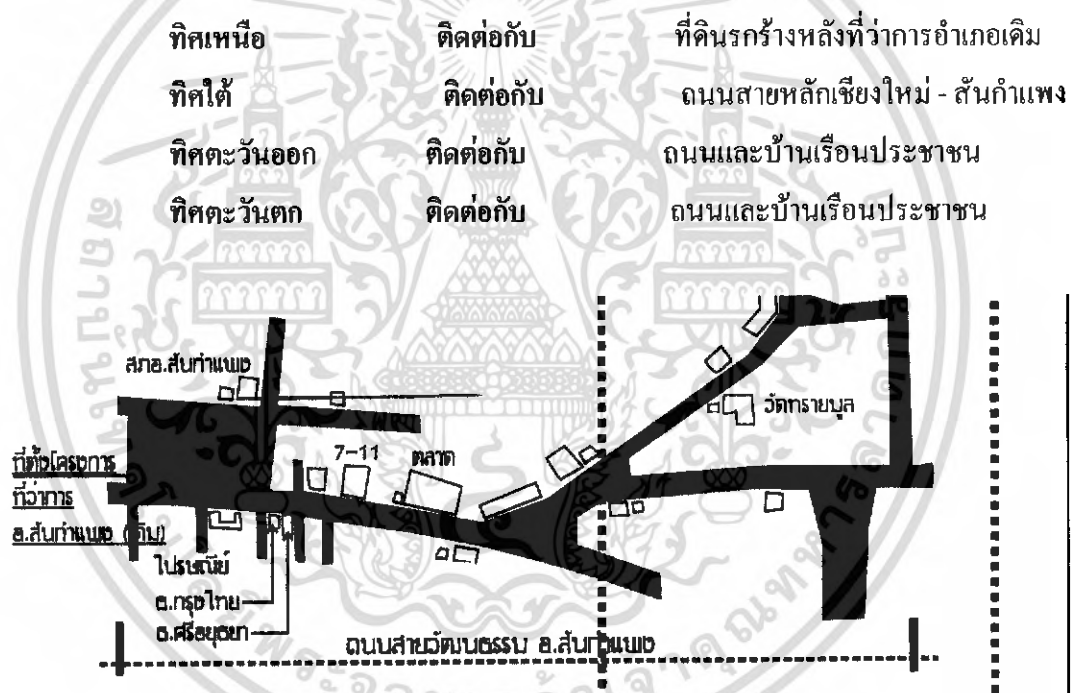 ทิศเหนือ ติดต่อกับ ที่ดินรกร้างหลังที่ว่าการอำเภอเดิม
ทิศใต้ ติดต่อกับ ถนนสายหลักเชียงใหม่ - สันกำแพง
ทิศตะวันออก ติดต่อกับ ถนนและบ้านเรือนประชาชน
ทิศตะวันตก ติดต่อกับ ถนนและบ้านเรือนประชาชน
สภอ.สันกำแพง
วัดทรายมูล
7-11 ตลาด
ที่ตั้งโครงการ
ที่ว่าการ
อ.สันกำแพง (เดิม)
ไปรษณีย์
ธ.กรุงไทย
ธ.ศรีอยุธยา
ถนนสายวัฒนธรรม อ.สันกำแพง